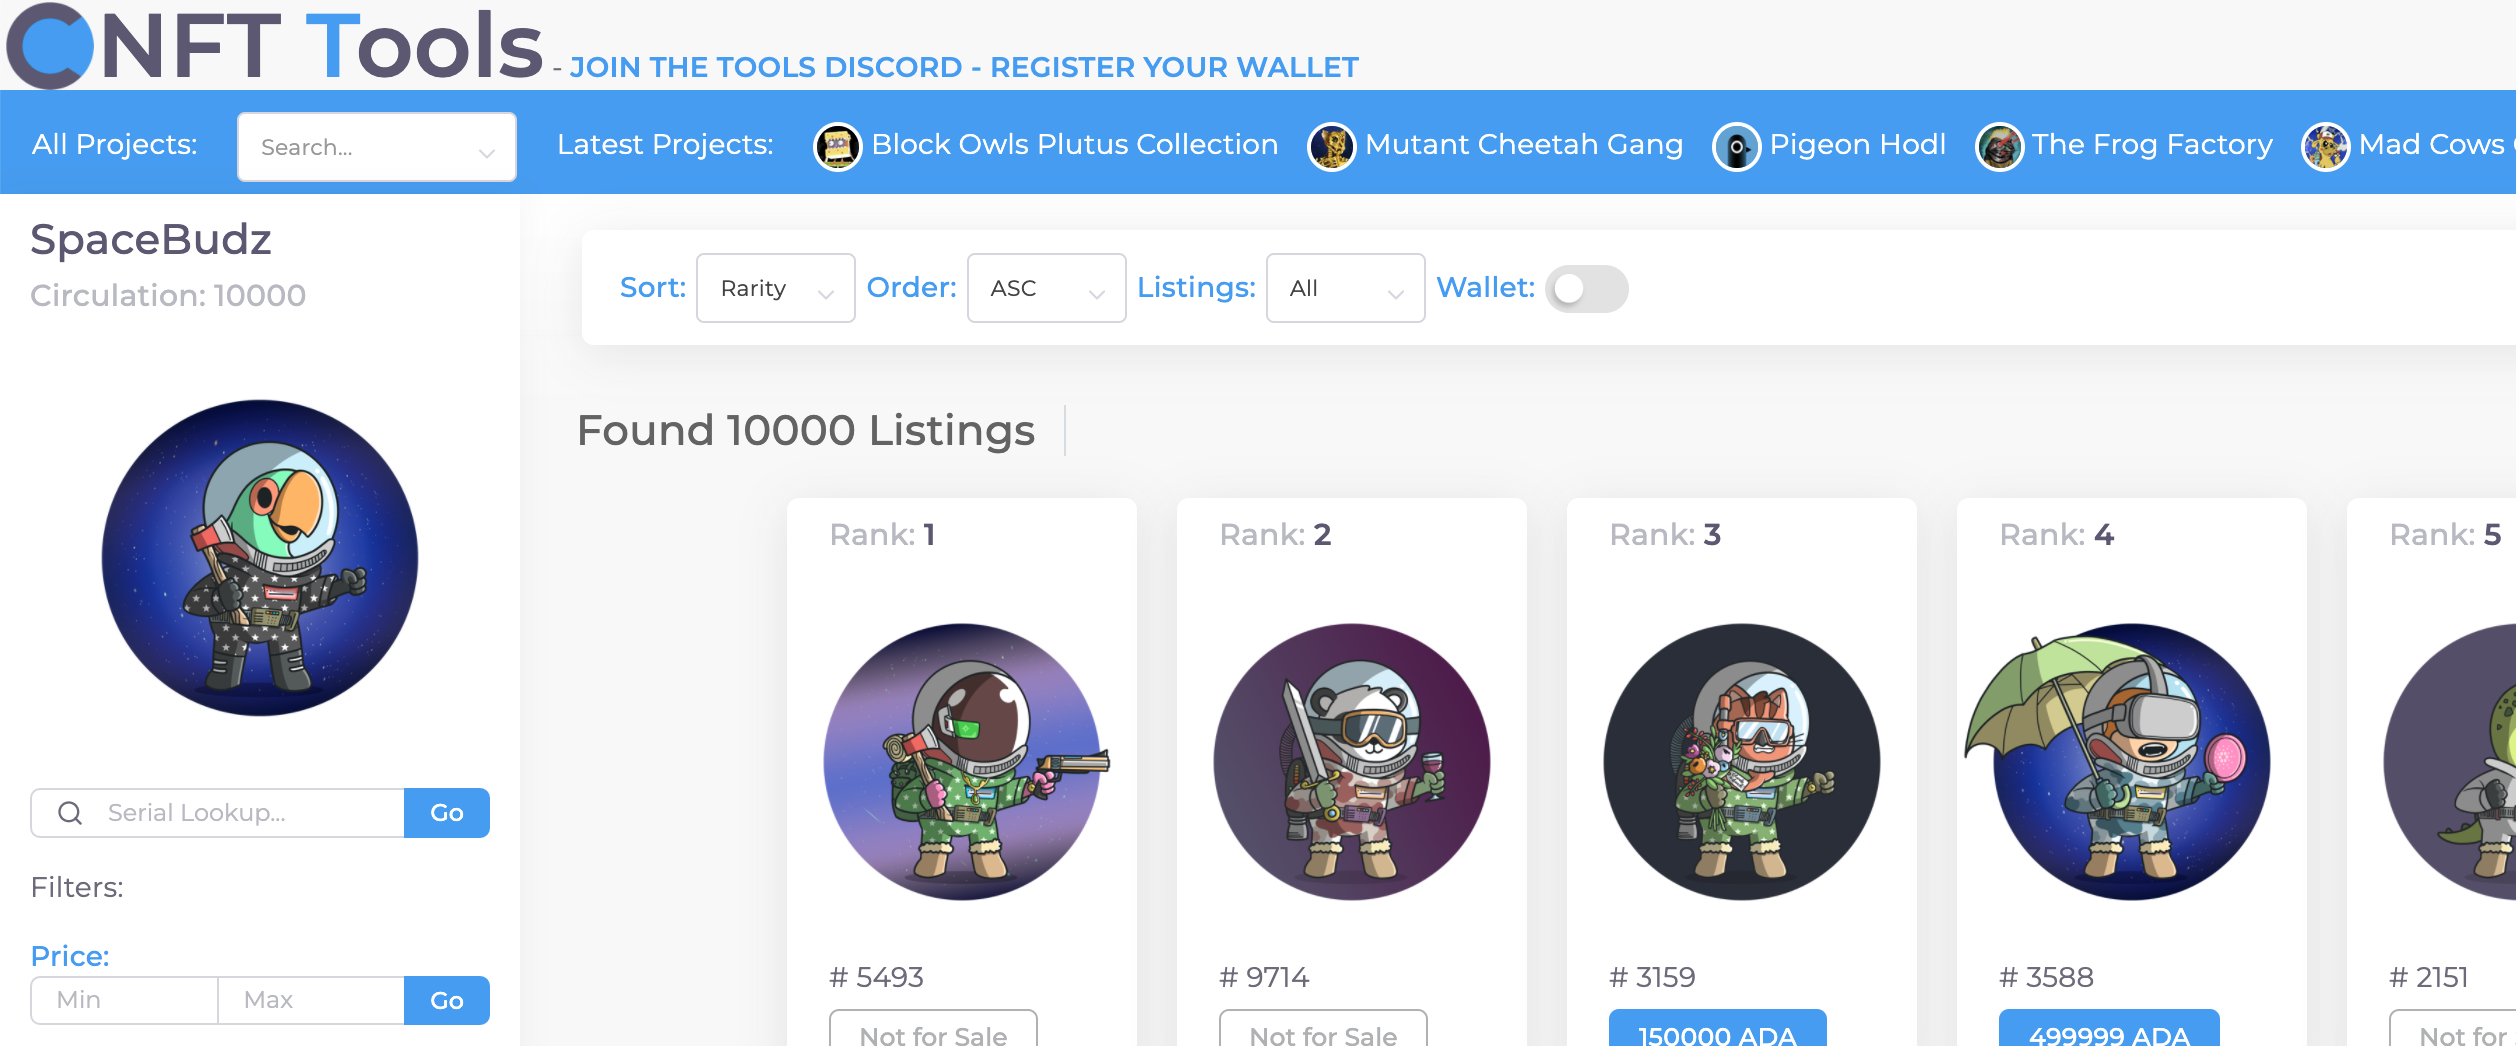 CNFT Tools - JOIN THE TOOLS DISCORD - REGISTER YOUR WALLET
All Projects: Search... Latest Projects: Block Owls Plutus Collection Mutant Cheetah Gang Pigeon Hodl The Frog Factory Mad Cows
SpaceBudz
Circulation: 10000
Sort: Rarity Order: ASC Listings: All Wallet:
Found 10000 Listings
Rank: 1 Rank: 2 Rank: 3 Rank: 4 Rank: 5
Serial Lookup... Go
Filters:
Price:
Min Max Go
# 5493 # 9714 # 3159 # 3588 # 2151
Not for Sale Not for Sale 150000 ADA 499999 ADA Not for